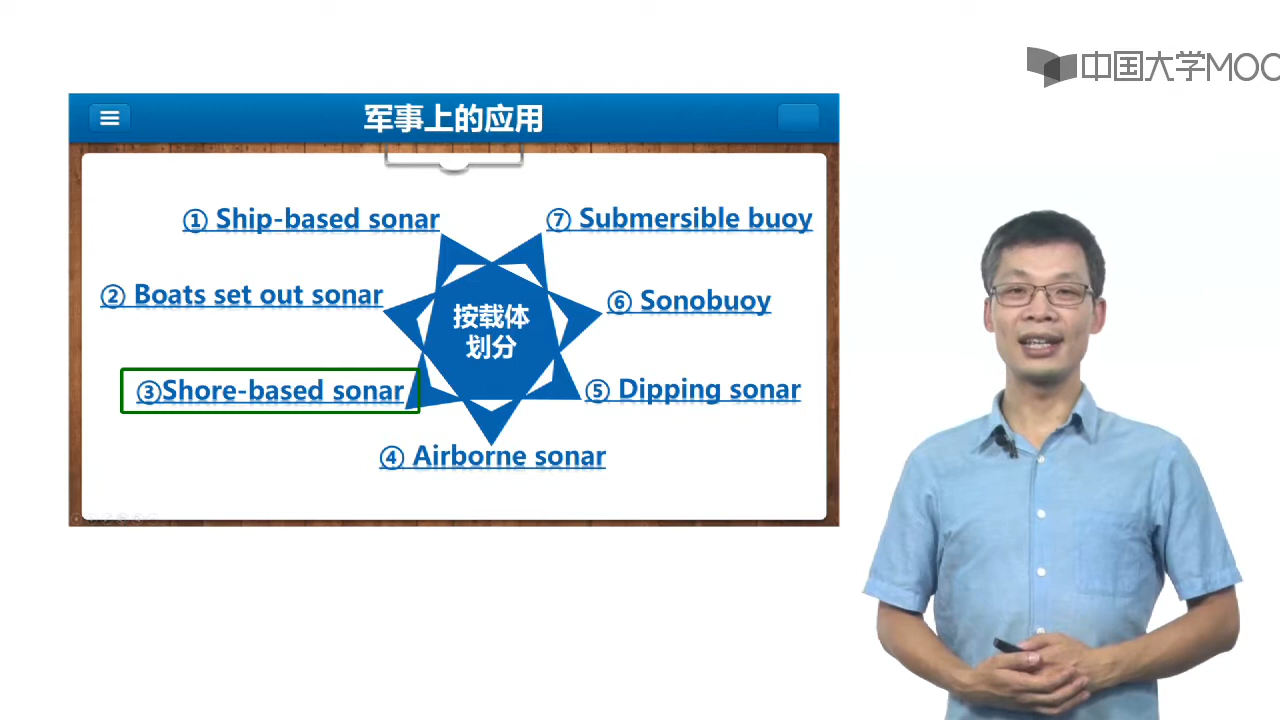 中国大学MOO
军事上的应用
① Ship-based sonar
⑦ Submersible buoy
② Boats set out sonar
⑥ Sonobuoy
按载体
划分
③Shore-based sonar
⑤ Dipping sonar
④ Airborne sonar